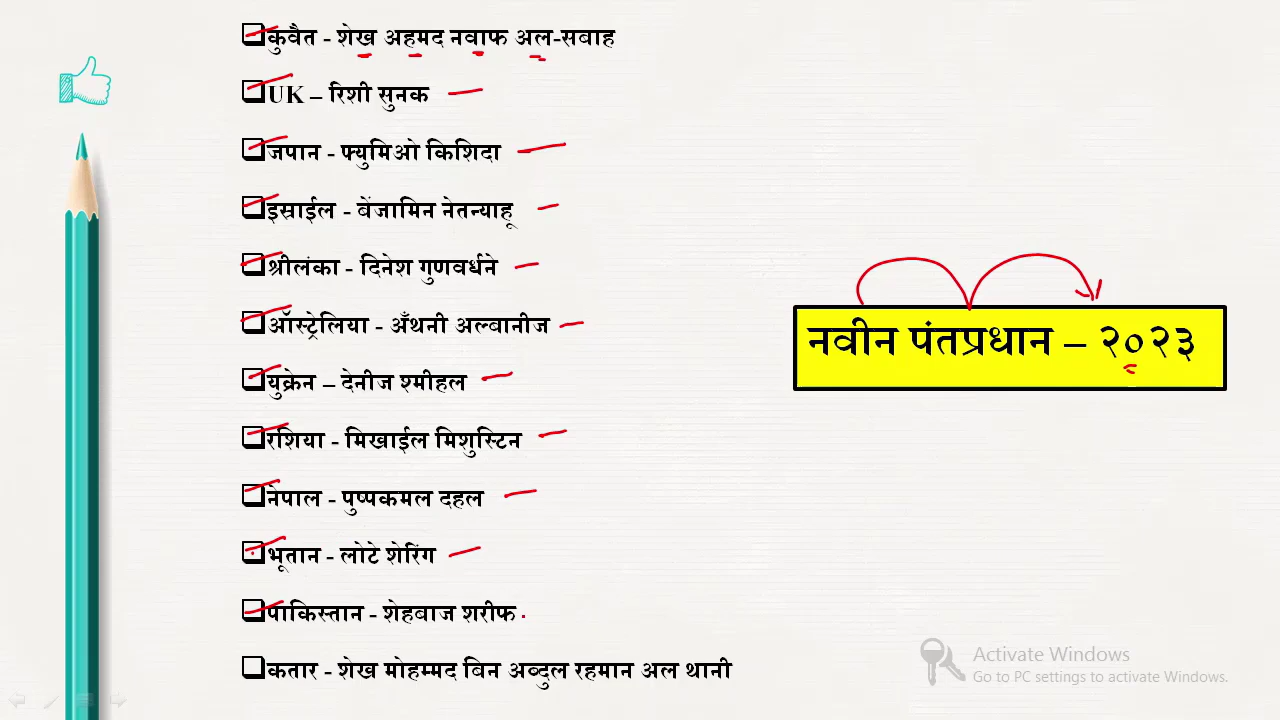 कुवैत - शेख अहमद नवाफ अल-सबाह
UK – रिशी सुनक
जपान - फ्युमिओ किशिदा
इस्राईल - बेंजामिन नेतन्याहू
श्रीलंका - दिनेश गुणवर्धने
ऑस्ट्रेलिया - अँथनी अल्बानीज
युक्रेन – देनीज श्मीहल
रशिया - मिखाईल मिशुस्टिन
नेपाल - पुष्पकमल दहल
भूतान - लोटे शेरिंग
पाकिस्तान - शेहबाज शरीफ
कतार - शेख मोहम्मद बिन अब्दुल रहमान अल थानी
नवीन पंतप्रधान – २०२३
Activate Windows
Go to PC settings to activate Windows.